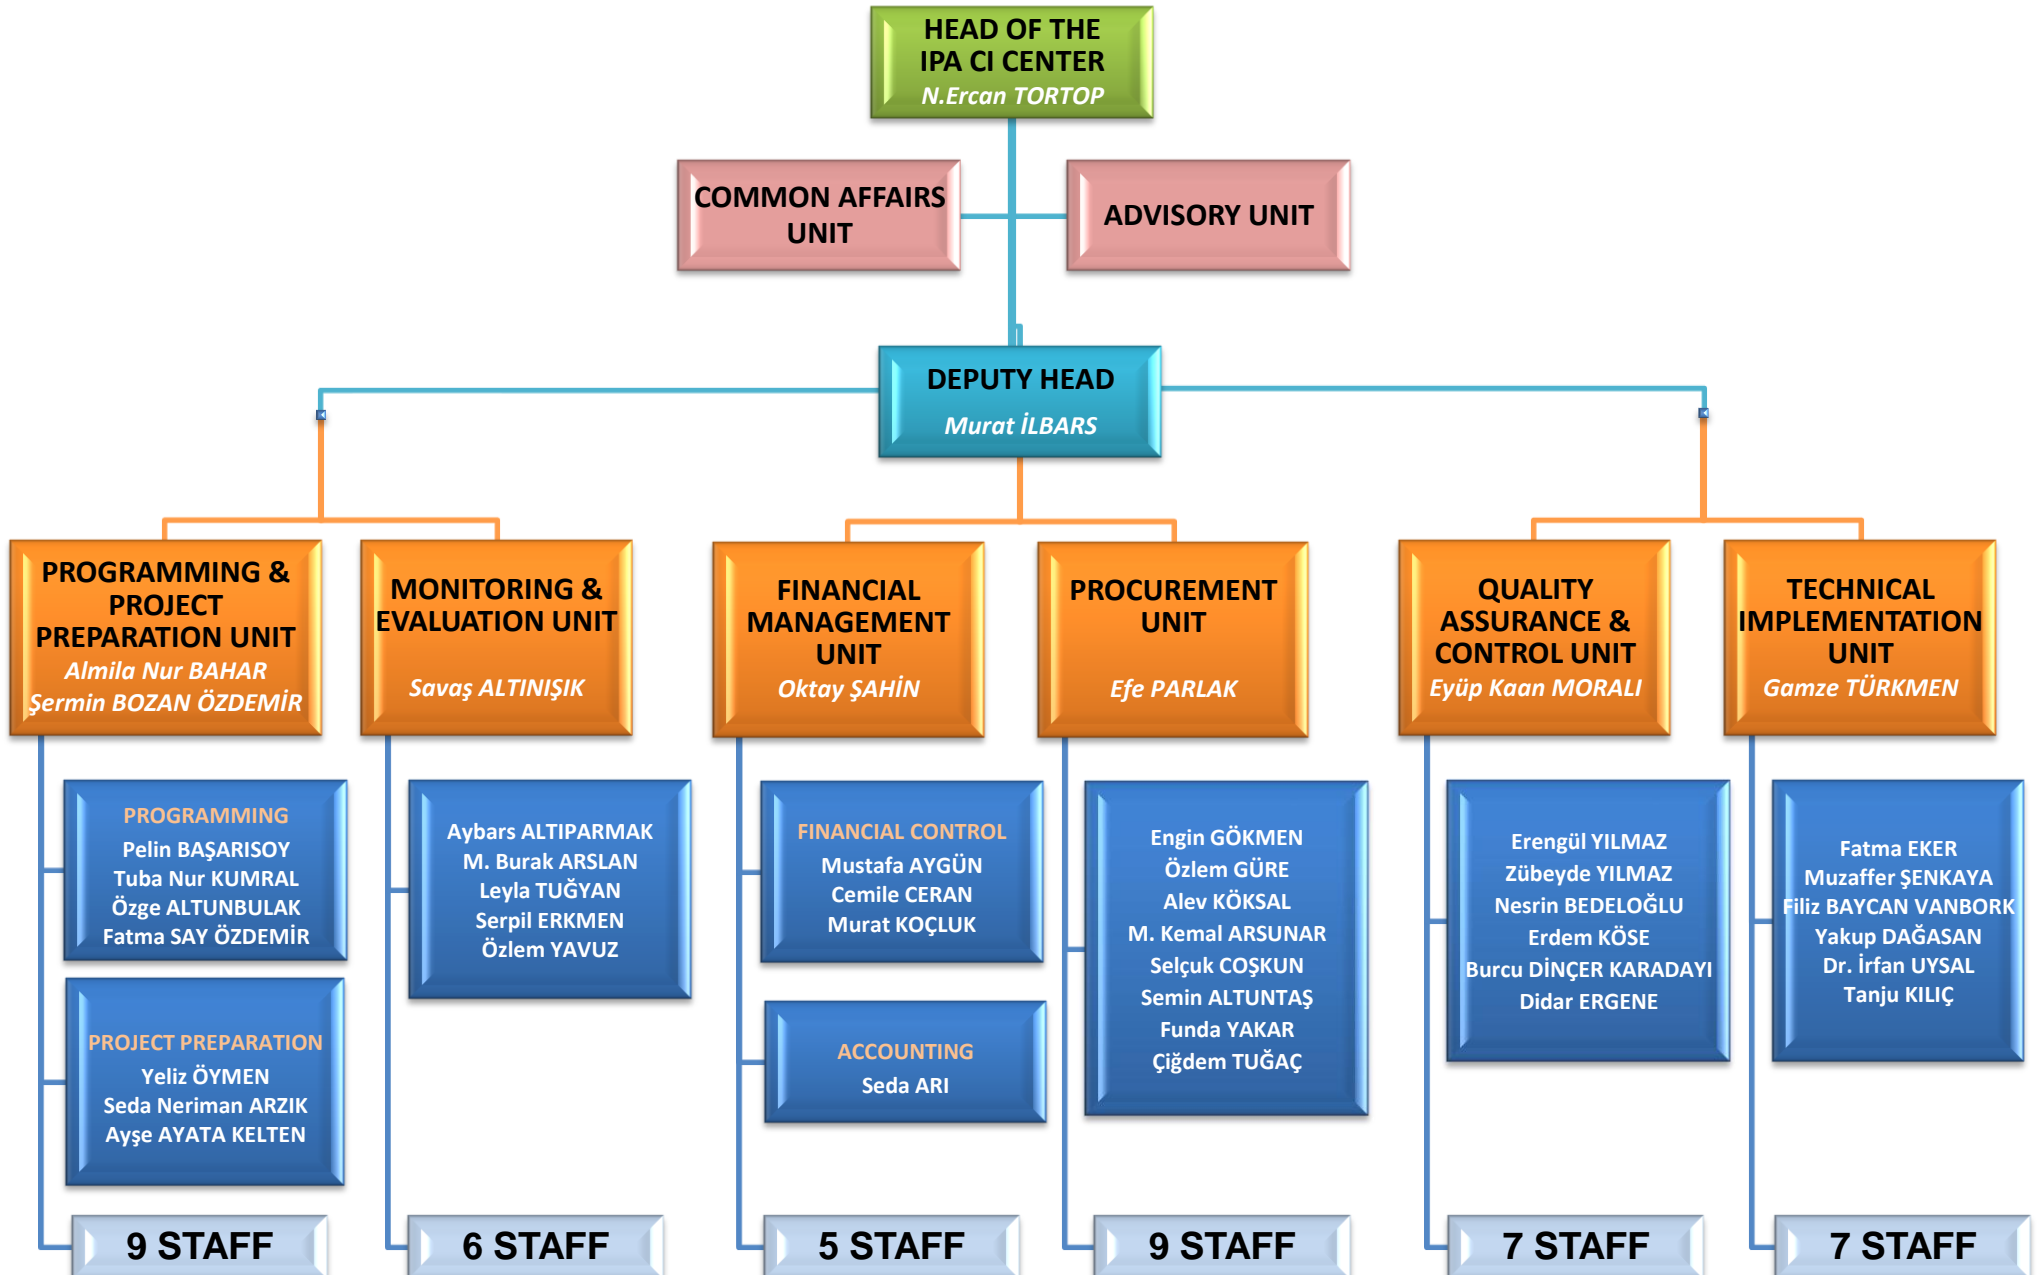 HEAD OF THE
IPA CI CENTER
N.Ercan TORTOP
COMMON AFFAIRS
UNIT
ADVISORY UNIT
DEPUTY HEAD
Murat İLBARS
PROGRAMMING &
PROJECT
PREPARATION UNIT
Almila Nur BAHAR
Şermin BOZAN ÖZDEMİR
MONITORING &
EVALUATION UNIT
Savaş ALTINIŞIK
FINANCIAL
MANAGEMENT
UNIT
Oktay ŞAHİN
PROCUREMENT
UNIT
Efe PARLAK
QUALITY
ASSURANCE &
CONTROL UNIT
Eyüp Kaan MORALI
TECHNICAL
IMPLEMENTATION
UNIT
Gamze TÜRKMEN
PROGRAMMING
Pelin BAŞARISOY
Tuba Nur KUMRAL
Özge ALTUNBULAK
Fatma SAY ÖZDEMİR
PROJECT PREPARATION
Yeliz ÖYMEN
Seda Neriman ARZIK
Ayşe AYATA KELTEN
9 STAFF
Aybars ALTIPARMAK
M. Burak ARSLAN
Leyla TUĞYAN
Serpil ERKMEN
Özlem YAVUZ
6 STAFF
FINANCIAL CONTROL
Mustafa AYGÜN
Cemile CERAN
Murat KOÇLUK
ACCOUNTING
Seda ARI
5 STAFF
Engin GÖKMEN
Özlem GÜRE
Alev KÖKSAL
M. Kemal ARSUNAR
Selçuk COŞKUN
Semin ALTUNTAŞ
Funda YAKAR
Çiğdem TUĞAÇ
9 STAFF
Erengül YILMAZ
Zübeyde YILMAZ
Nesrin BEDELOĞLU
Erdem KÖSE
Burcu DİNÇER KARADAYI
Didar ERGENE
7 STAFF
Fatma EKER
Muzaffer ŞENKAYA
Filiz BAYCAN VANBORK
Yakup DAĞASAN
Dr. İrfan UYSAL
Tanju KILIÇ
7 STAFF